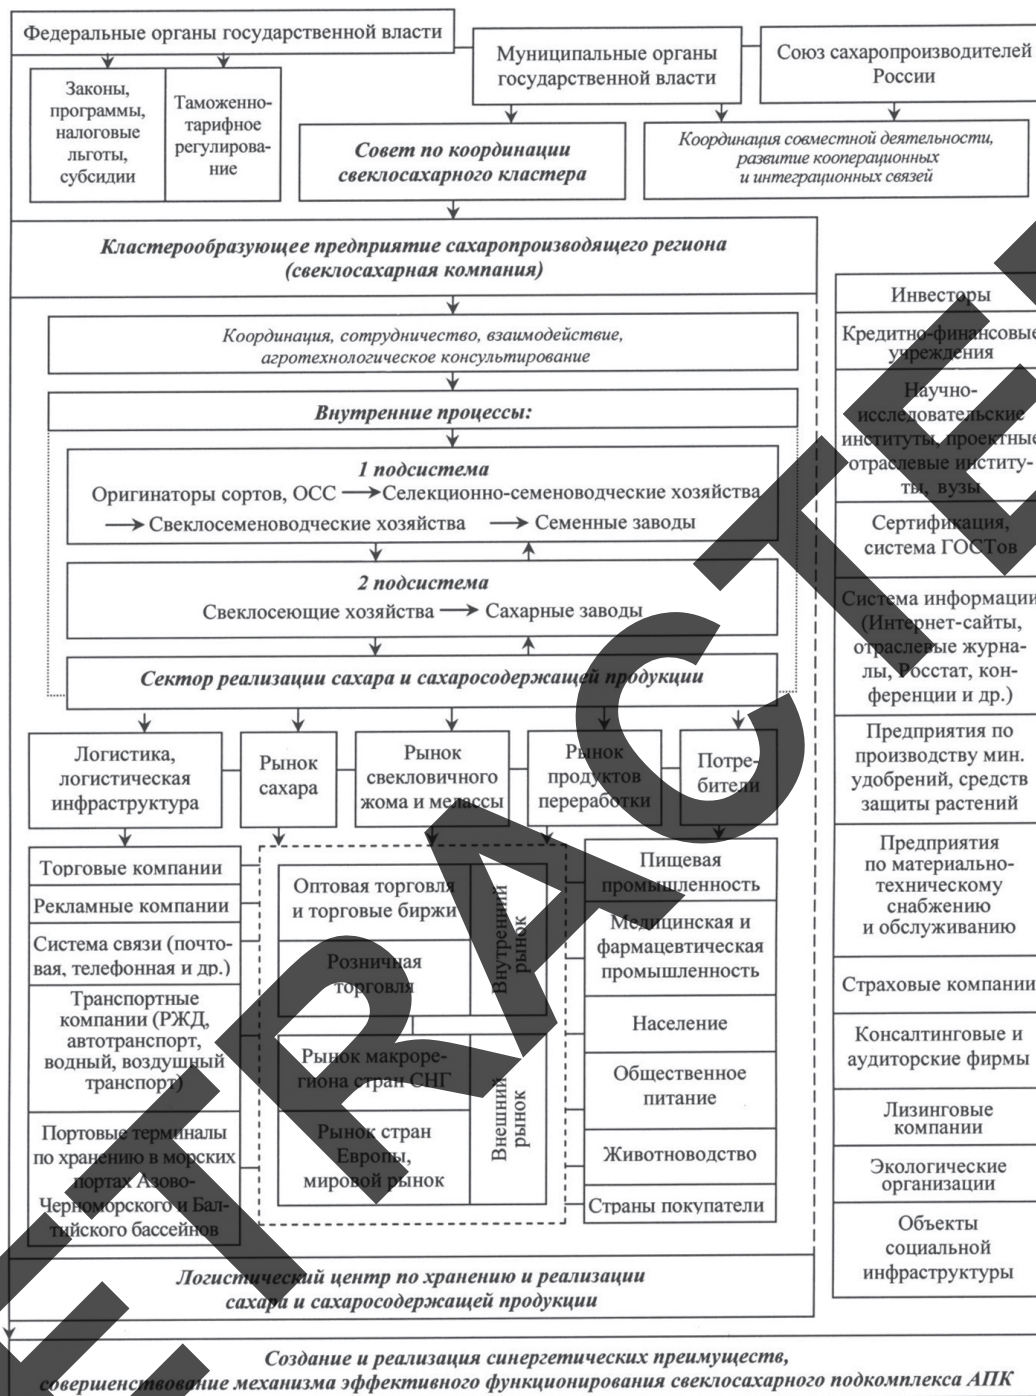 Федеральные органы государственной власти
Законы,
программы,
налоговые
льготы,
субсидии
Таможенно-
тарифное
регулирова-
ние
Муниципальные органы
государственной власти
Союз сахаропроизводителей
России
Совет по координации
свеклосахарного кластера
Координация совместной деятельности,
развитие кооперационных
и интеграционных связей
Кластерообразующее предприятие сахаропроизводящего региона
(свеклосахарная компания)
Координация, сотрудничество, взаимодействие,
агротехнологическое консультирование
Внутренние процессы:
1 подсистема
Оригинаторы сортов, ОСС → Селекционно-семеноводческие хозяйства
→ Свеклосеменоводческие хозяйства → Семенные заводы
2 подсистема
Свеклосеющие хозяйства → Сахарные заводы
Сектор реализации сахара и сахаросодержащей продукции
Логистика,
логистическая
инфраструктура
Рынок
сахара
Рынок
свекловичного
жома и мелассы
Рынок
продуктов
переработки
Потре-
бители
Торговые компании
Рекламные компании
Система связи (почто-
вая, телефонная и др.)
Транспортные
компании (РЖД,
автотранспорт,
водный, воздушный
транспорт)
Портовые терминалы
по хранению в морских
портах Азово-
Черноморского и Бал-
тийского бассейнов
Оптовая торговля
и торговые биржи
Розничная
торговля
Внутренний
рынок
Рынок макроре-
гиона стран СНГ
Рынок стран
Европы,
мировой рынок
Внешний
рынок
Пищевая
промышленность
Медицинская и
фармацевтическая
промышленность
Население
Общественное
питание
Животноводство
Страны покупатели
Логистический центр по хранению и реализации
сахара и сахаросодержащей продукции
Инвесторы
Кредитно-финансовые
учреждения
Научно-
исследовательские
институты, проектные
отраслевые институ-
ты, вузы
Сертификация,
система ГОСТов
Система информации
(Интернет-сайты,
отраслевые журна-
лы, Росстат, кон-
ференции и др.)
Предприятия по
производству мин.
удобрений, средств
защиты растений
Предприятия
по материально-
техническому
снабжению
и обслуживанию
Страховые компании
Консалтинговые и
аудиторские фирмы
Лизинговые
компании
Экологические
организации
Объекты
социальной
инфраструктуры
Создание и реализация синергетических преимуществ,
совершенствование механизма эффективного функционирования свеклосахарного подкомплекса АПК
ETRACTE